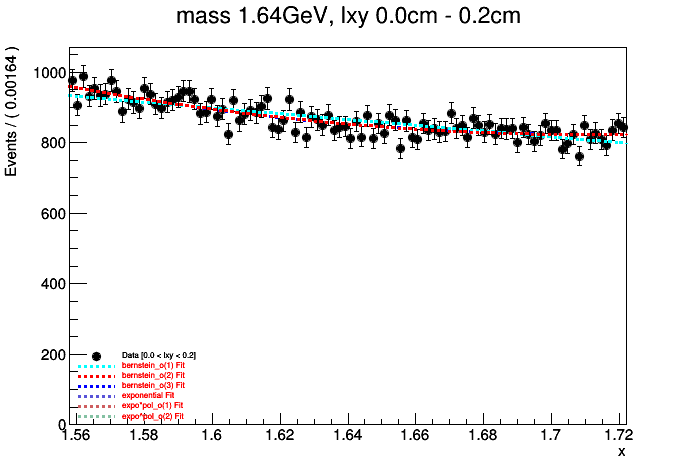 mass 1.64GeV, lxy 0.0cm - 0.2cm
Events / ( 0.00164 )
1000
800
600
400
200
0
Data [0.0 < lxy < 0.2]
bernstein_o(1) Fit
bernstein_o(2) Fit
bernstein_o(3) Fit
exponential Fit
expo*pol_o(1) Fit
expo*pol_o(2) Fit
1.56 1.58 1.6 1.62 1.64 1.66 1.68 1.7 1.72
x